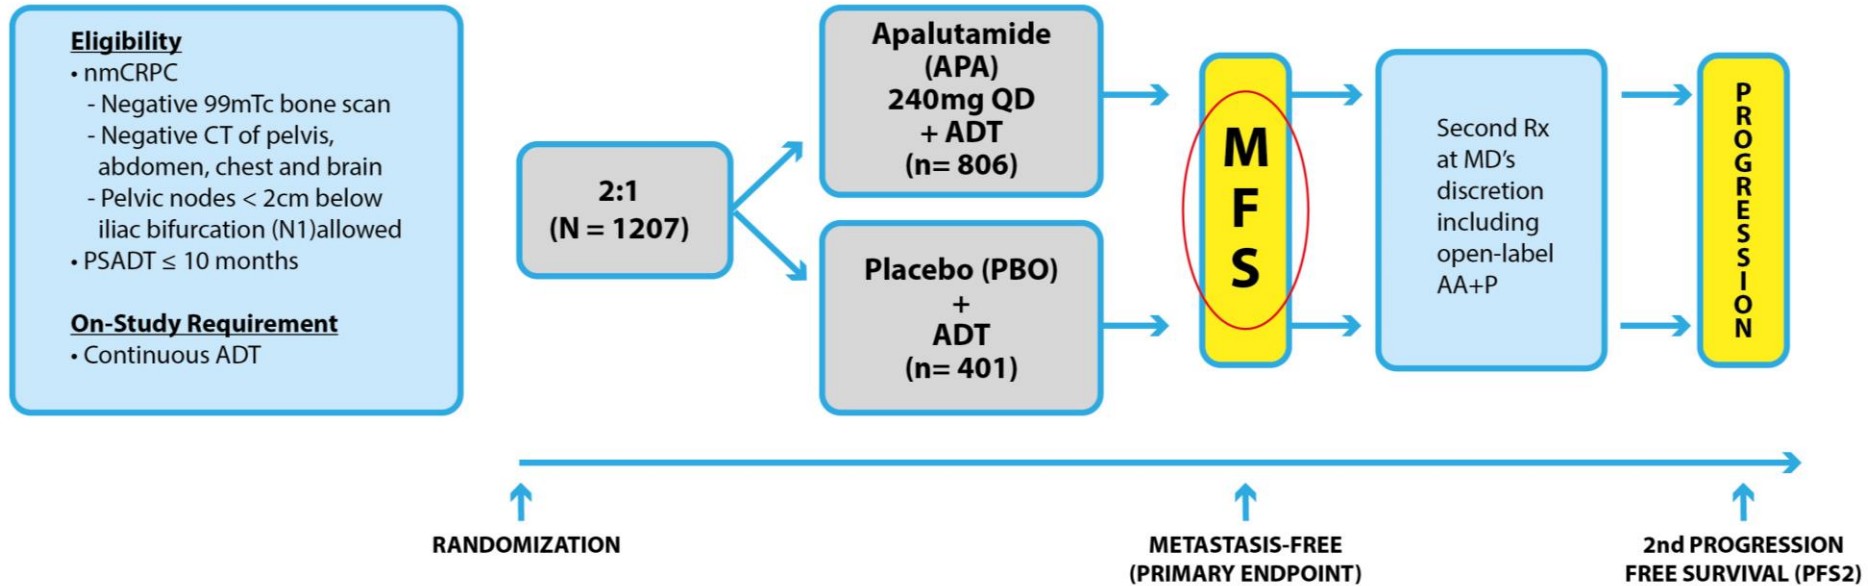 Eligibility
• nmCRPC
- Negative 99mTc bone scan
- Negative CT of pelvis,
abdomen, chest and brain
- Pelvic nodes < 2cm below
iliac bifurcation (N1)allowed
• PSADT ≤ 10 months
On-Study Requirement
• Continuous ADT
2:1
(N = 1207)
Apalutamide
(APA)
240mg QD
+ ADT
(n= 806)
Placebo (PBO)
+
ADT
(n= 401)
M
F
S
Second Rx
at MD's
discretion
including
open-label
AA+P
P
R
O
G
R
E
S
S
I
O
N
RANDOMIZATION
METASTASIS-FREE
(PRIMARY ENDPOINT)
2nd PROGRESSION
FREE SURVIVAL (PFS2)